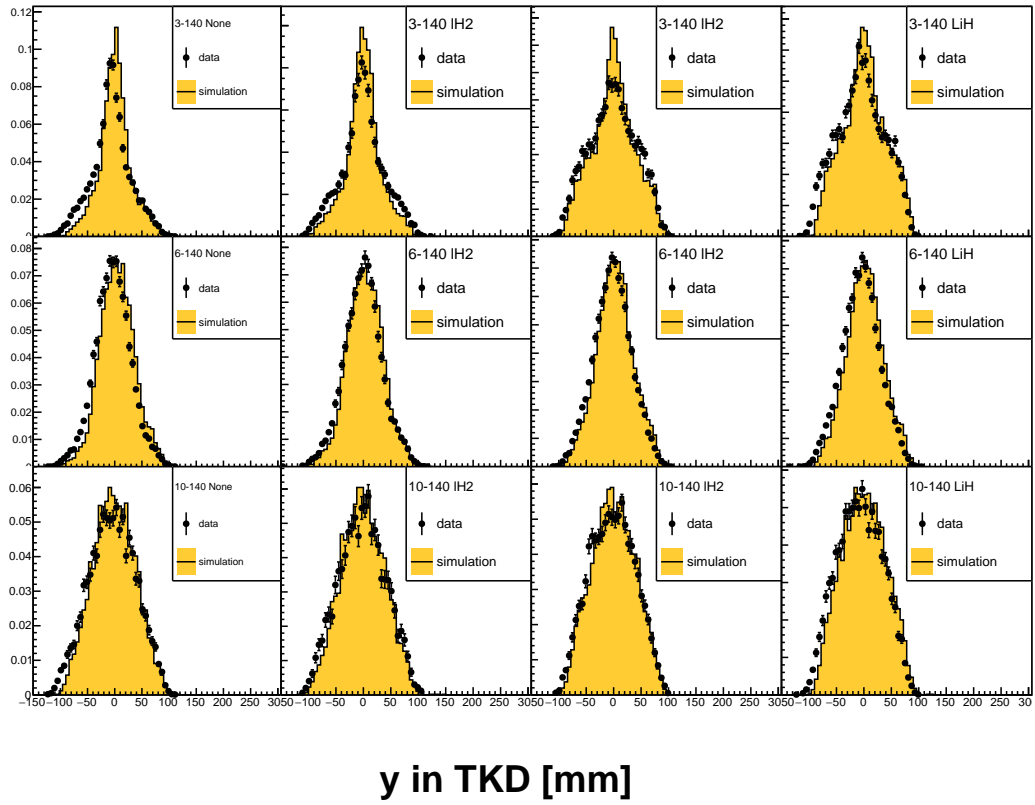 0.12
0.1
0.08
0.06
0.04
0.02
0
3-140 None
data
simulation
3-140 lH2
data
simulation
3-140 lH2
data
simulation
3-140 LiH
data
simulation
0.08
0.07
0.06
0.05
0.04
0.03
0.02
0.01
0
6-140 None
data
simulation
6-140 lH2
data
simulation
6-140 lH2
data
simulation
6-140 LiH
data
simulation
0.06
0.05
0.04
0.03
0.02
0.01
0
10-140 None
data
simulation
10-140 lH2
data
simulation
10-140 lH2
data
simulation
10-140 LiH
data
simulation
−150 −100 −50 0 50 100 150 200 250 300
−50 0 50 100 150 200 250 300
−50 0 50 100 150 200 250 300
−50 0 50 100 150 200 250 30
y in TKD [mm]